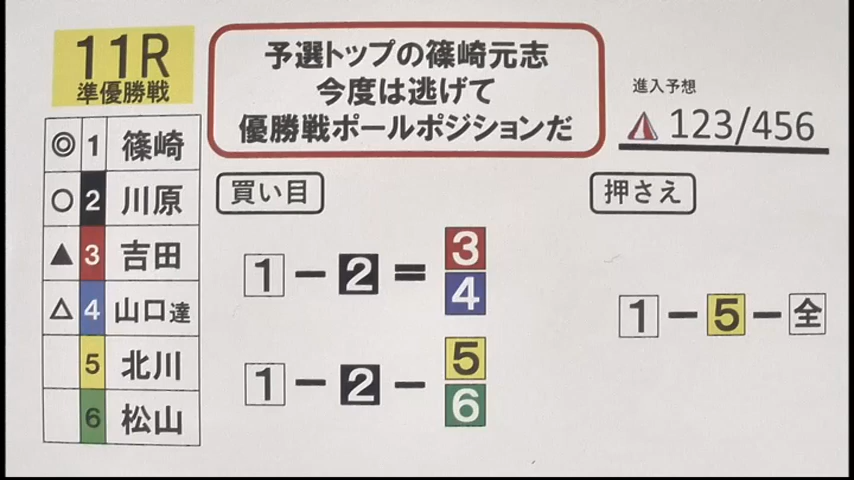 11R
準優勝戦
予選トップの篠崎元志
今度は逃げて
優勝戦ポールポジションだ
進入予想
123/456
◎ 1 篠崎
○ 2 川原
▲ 3 吉田
△ 4 山口達
5 北川
6 松山
買い目
1-2=3
4
1-2-5
6
押さえ
1-5-全